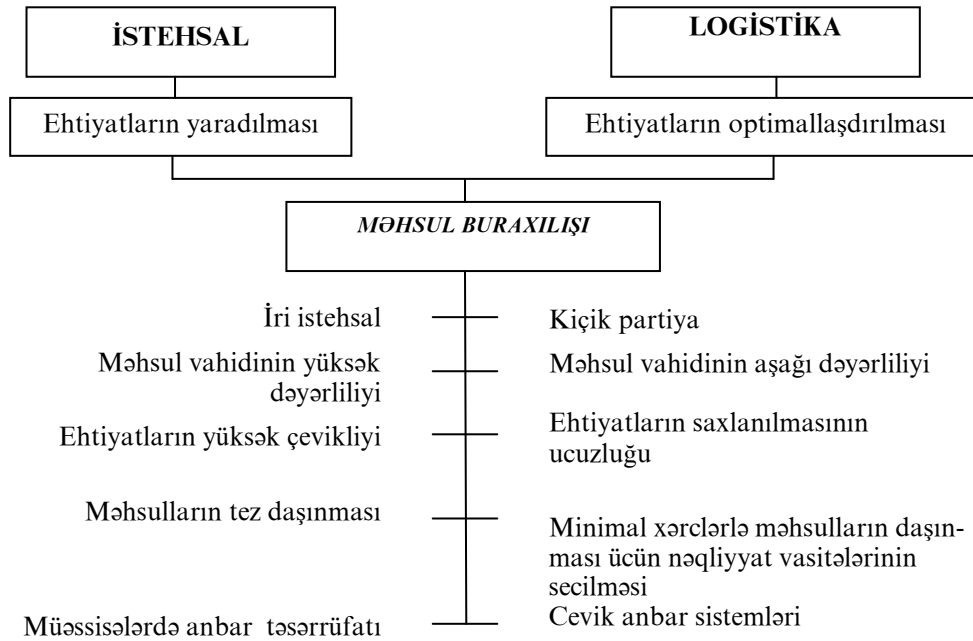 İSTEHSAL
LOGİSTİKA
Ehtiyatların yaradılması
Ehtiyatların optimallaşdırılması
MƏHSUL BURAXILIŞI
İri istehsal
Kiçik partiya
Məhsul vahidinin yüksək
dəyərliliyi
Məhsul vahidinin aşağı dəyərliliyi
Ehtiyatların yüksək çevikliyi
Ehtiyatların saxlanılmasının
ucuzluğu
Məhsulların tez daşınması
Minimal xərclərlə məhsulların daşın-
ması ücün nəqliyyat vasitələrinin
secilməsi
Müəssisələrdə anbar təsərrüfatı
Cevik anbar sistemləri